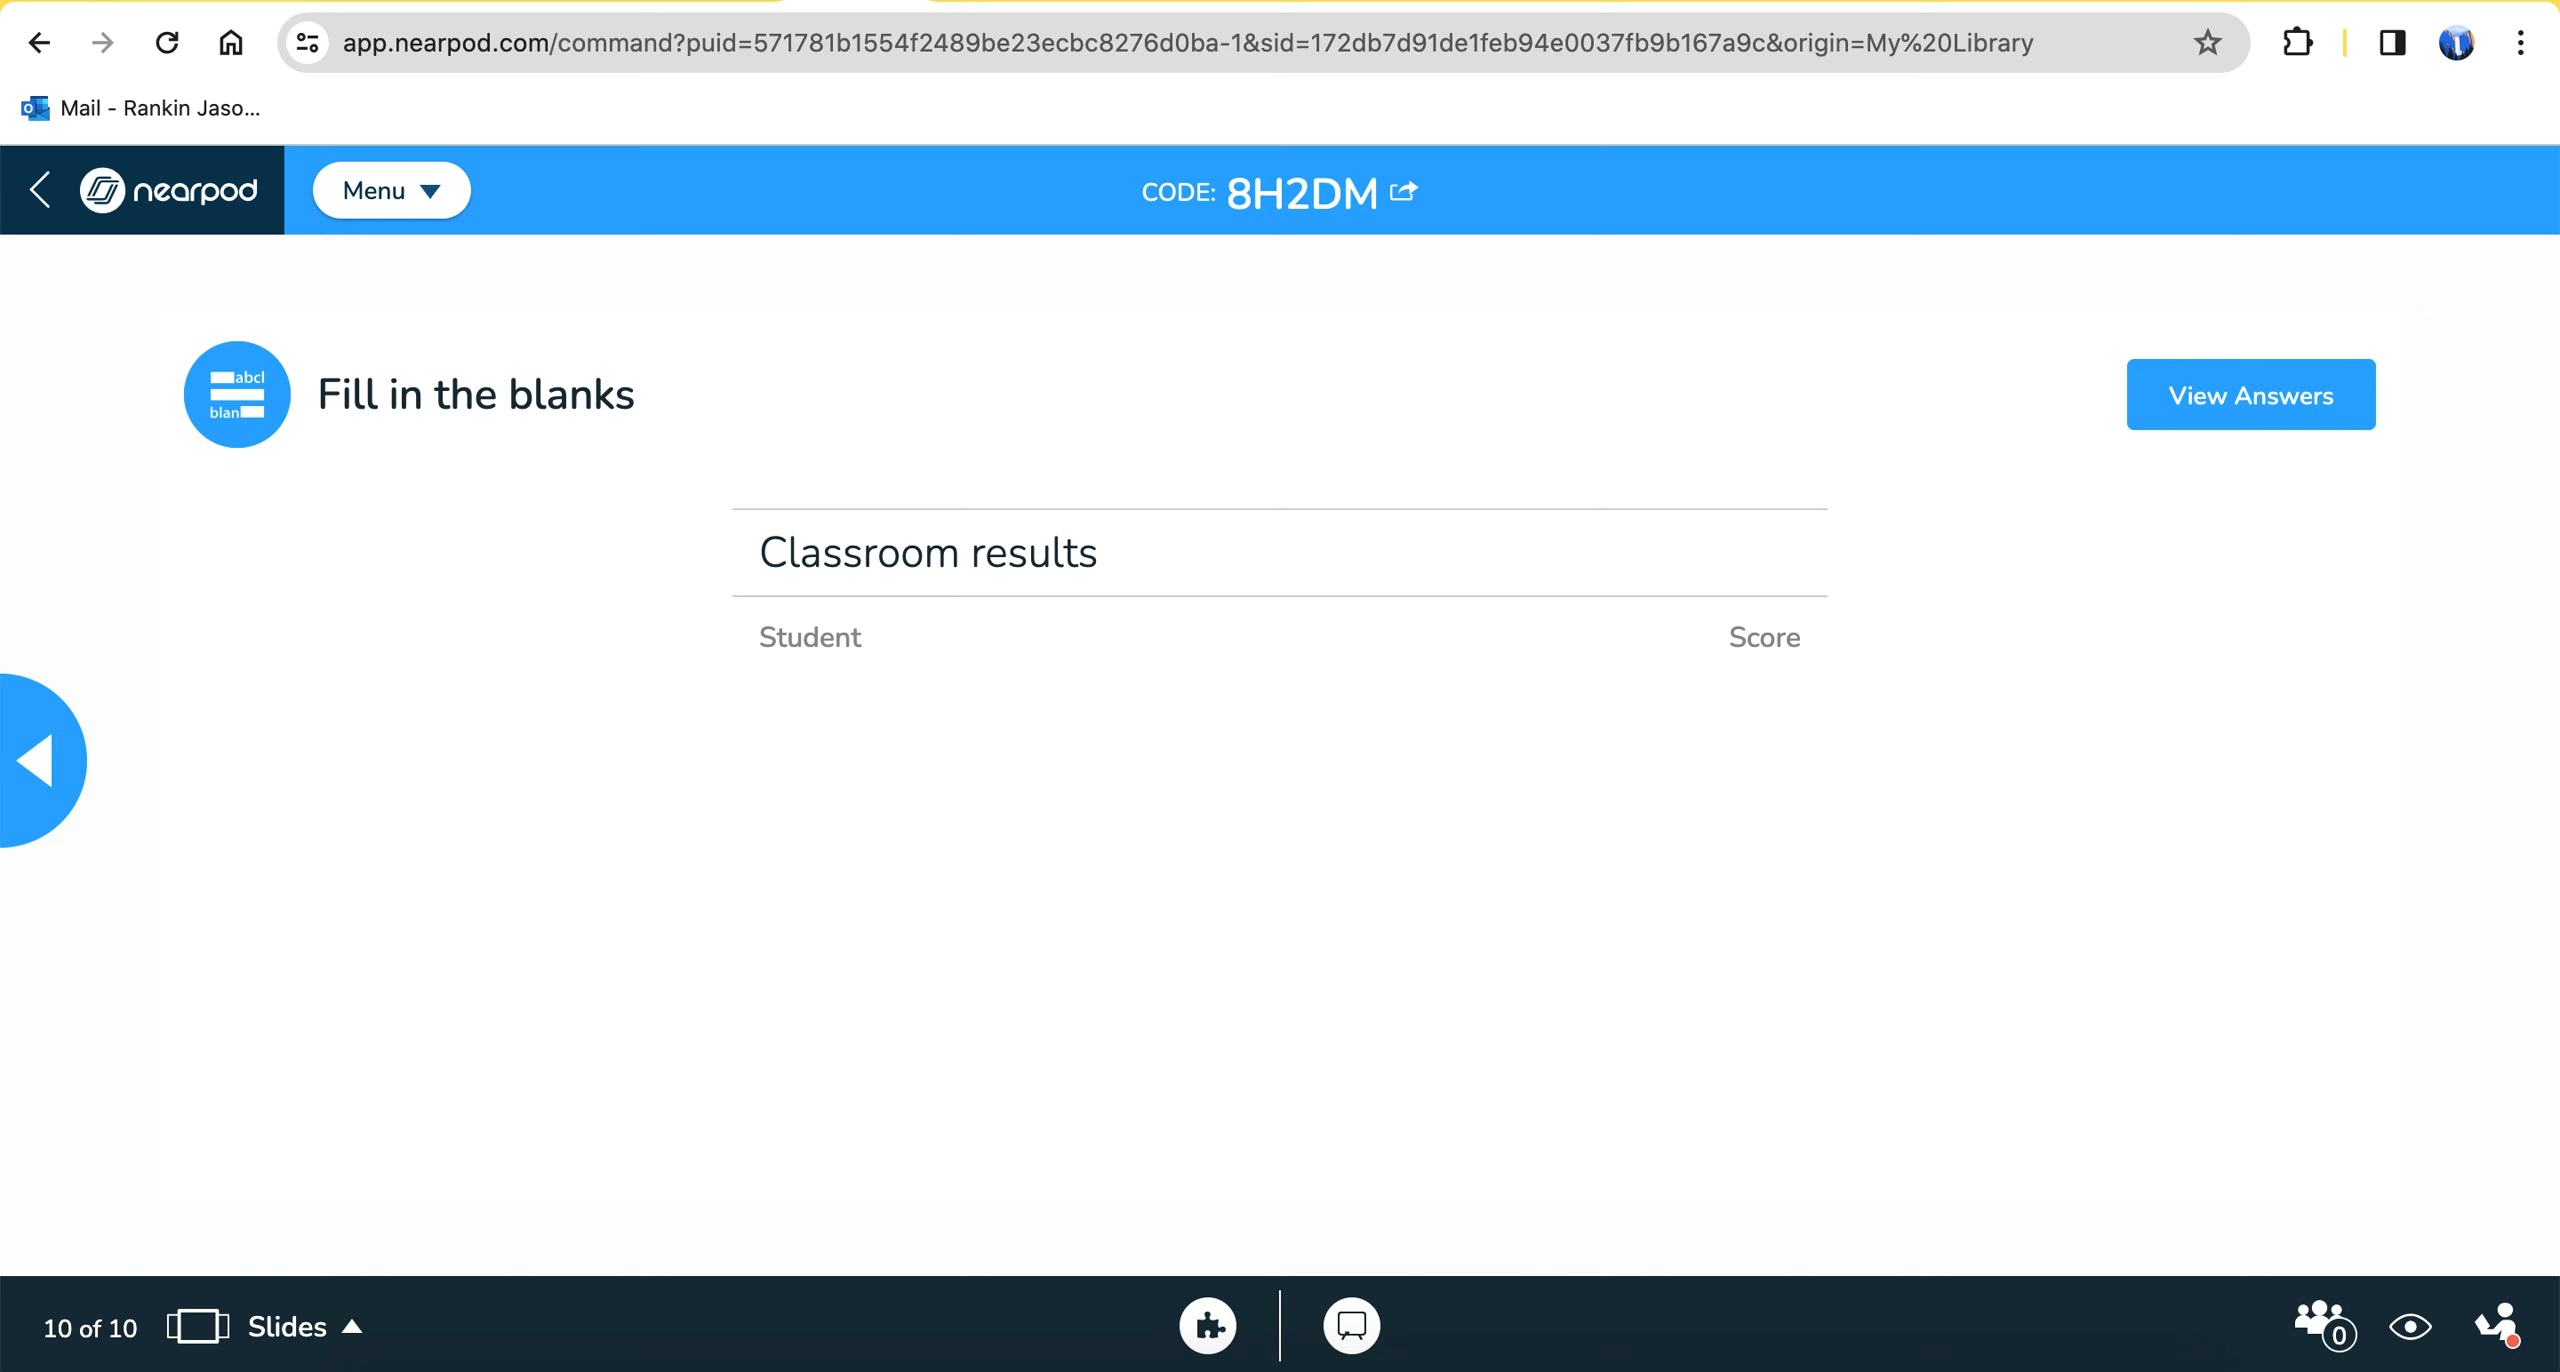 app.nearpod.com/command?puid=571781b1554f2489be23ecbc8276d0ba-1&sid=172db7d91de1feb94e0037fb9b167a9c&origin=My%20Library
Mail - Rankin Jaso...
nearpod
Menu
CODE: 8H2DM
abcl
blan
Fill in the blanks
View Answers
Classroom results
Student Score
10 of 10 Slides
0